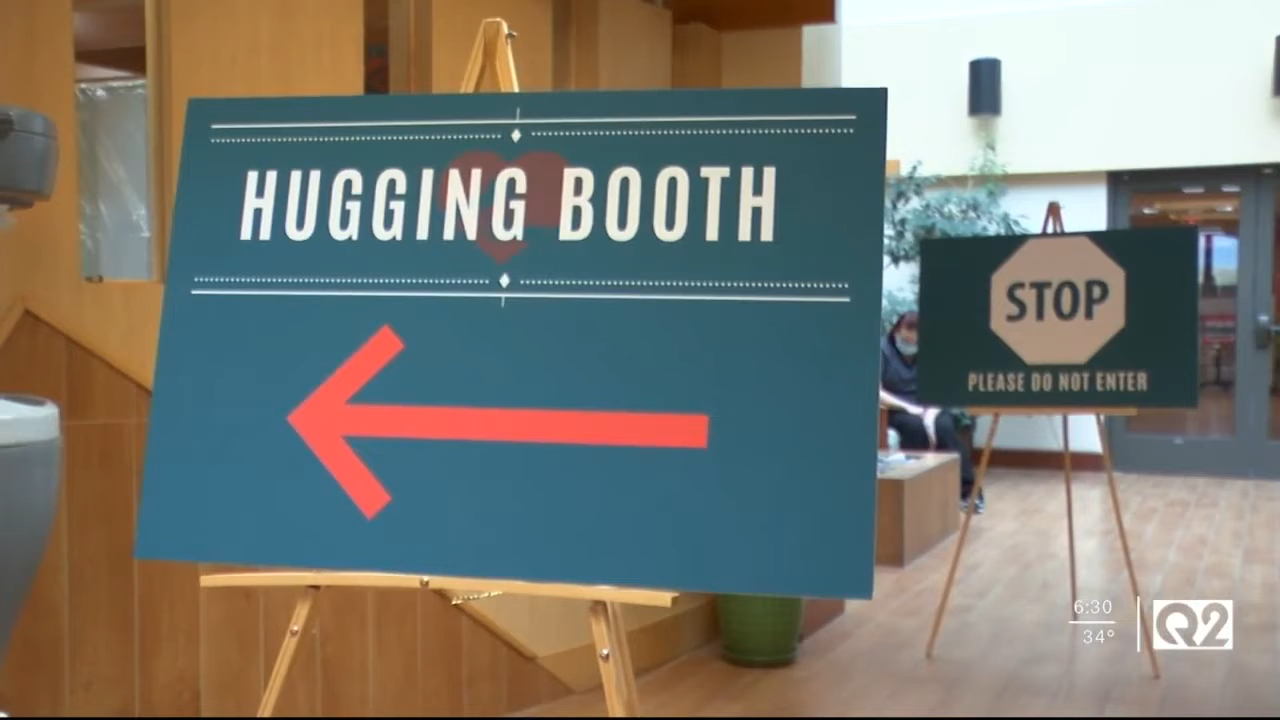 HUGGING BOOTH
STOP
PLEASE DO NOT ENTER
6:30
34°
Q2